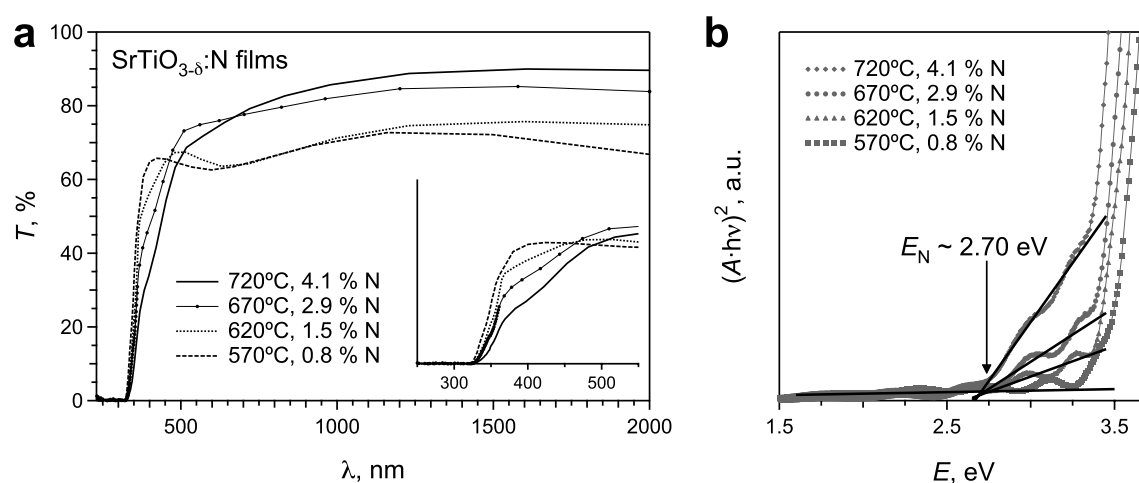 a
100
80
60
40
20
0
T, %
SrTiO3-δ:N films
720ºC, 4.1 % N
670ºC, 2.9 % N
620ºC, 1.5 % N
570ºC, 0.8 % N
300 400 500
500 1000 1500 2000
λ, nm
b
(A·hν)², a.u.
720ºC, 4.1 % N
670ºC, 2.9 % N
620ºC, 1.5 % N
570ºC, 0.8 % N
EN ~ 2.70 eV
1.5 2.5 3.5
E, eV